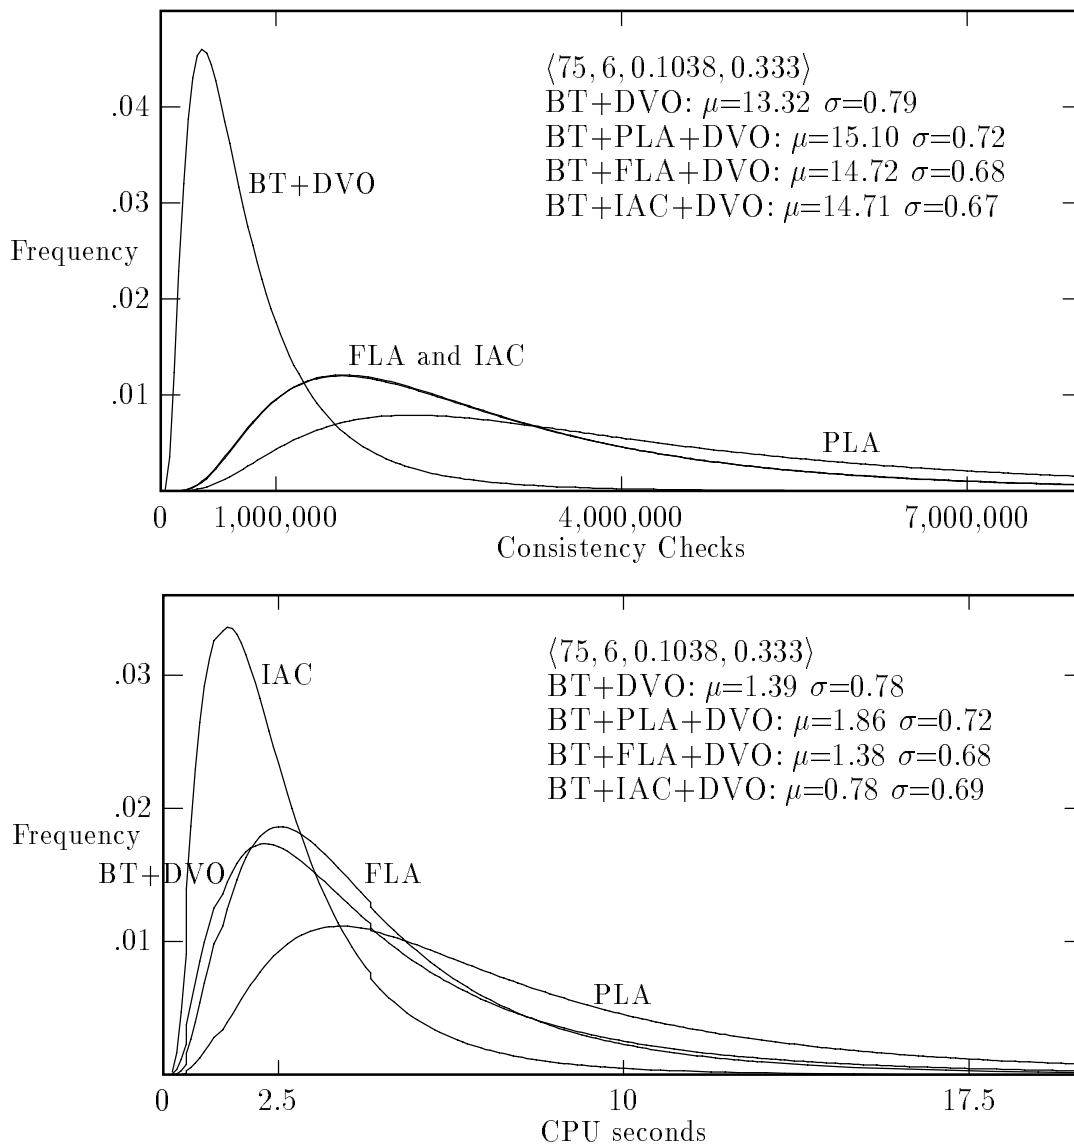 ⟨75, 6, 0.1038, 0.333⟩
BT+DVO: μ=13.32 σ=0.79
.04
BT+PLA+DVO: μ=15.10 σ=0.72
BT+FLA+DVO: μ=14.72 σ=0.68
BT+DVO
BT+IAC+DVO: μ=14.71 σ=0.67
.03
Frequency
.02
FLA and IAC
.01
PLA
0 1,000,000 4,000,000 7,000,000
Consistency Checks
⟨75, 6, 0.1038, 0.333⟩
.03
IAC
BT+DVO: μ=1.39 σ=0.78
BT+PLA+DVO: μ=1.86 σ=0.72
BT+FLA+DVO: μ=1.38 σ=0.68
BT+IAC+DVO: μ=0.78 σ=0.69
.02
Frequency
BT+DVO
FLA
.01
PLA
0 2.5 10 17.5
CPU seconds